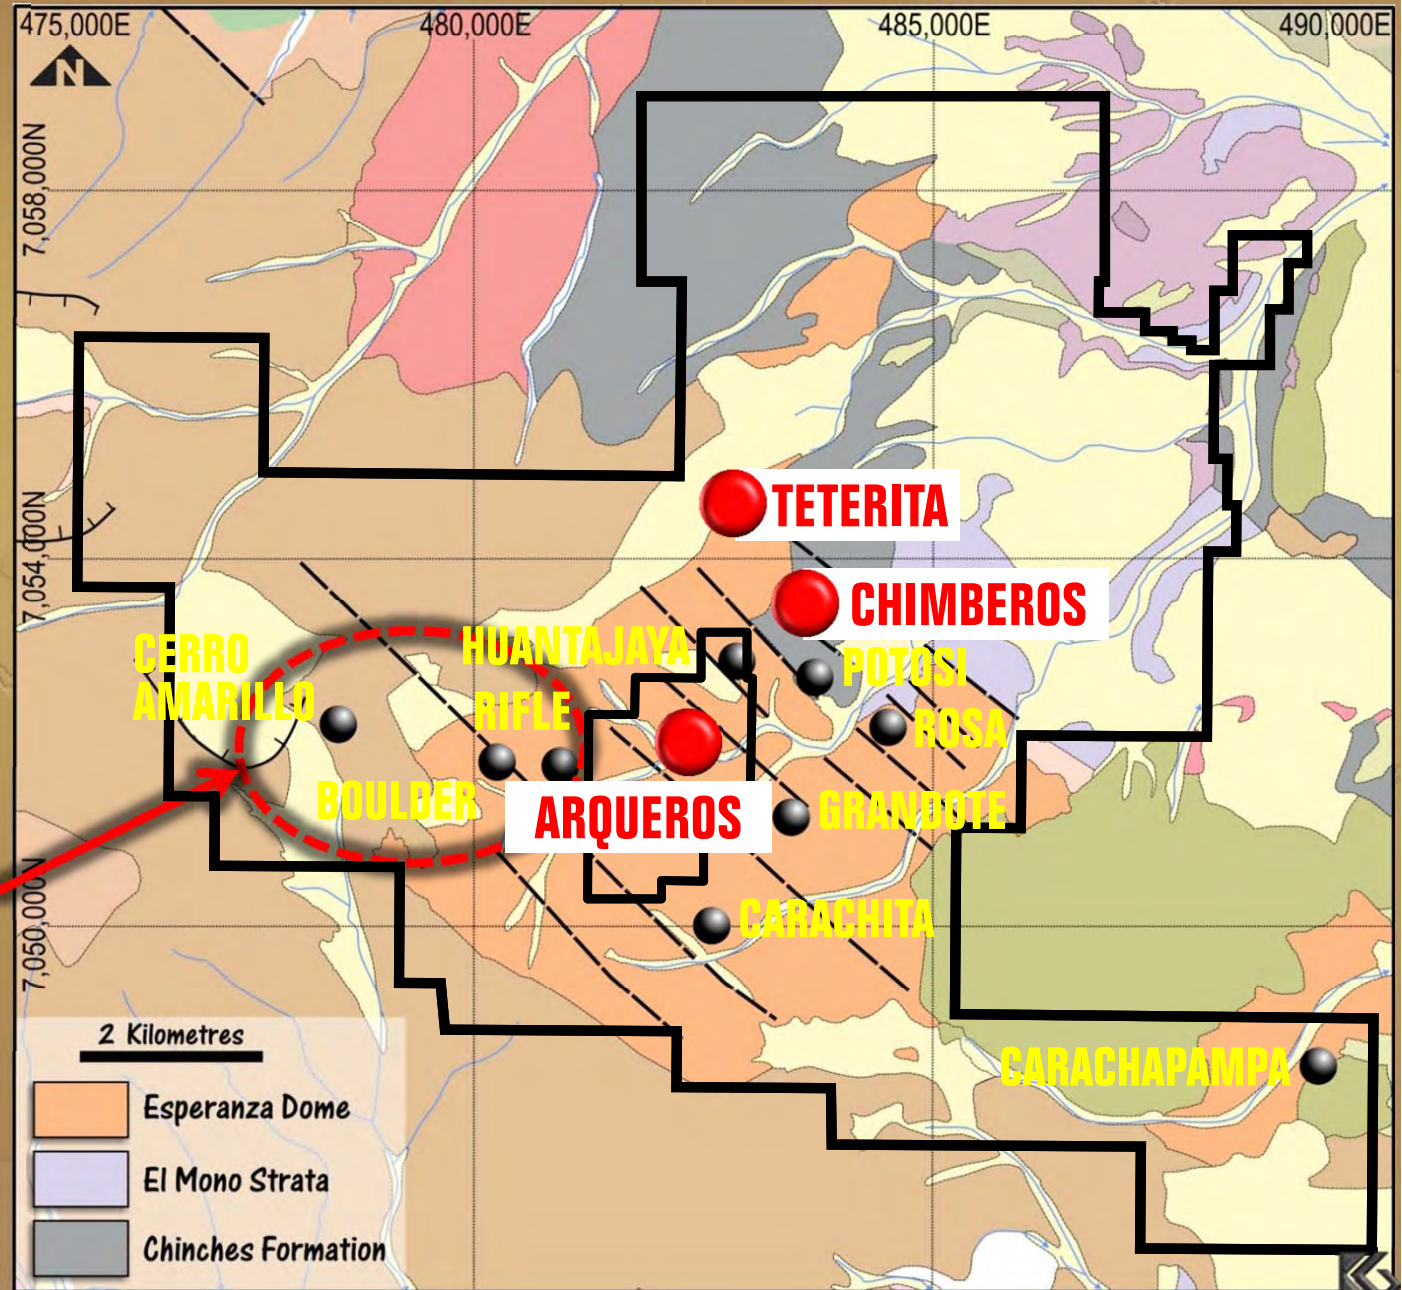 475,000E
480,000E
485,000E
490,000E
N
7,058,000N
7,054,000N
7,050,000N
TETERITA
CHIMBEROS
CERRO
AMARILLO
HUANTAJAYA
RIFLE
POTOSI
ROSA
BOULDER
ARQUEROS
GRANDOTE
CARACHITA
CARACHAPAMPA
2 Kilometres
Esperanza Dome
El Mono Strata
Chinches Formation